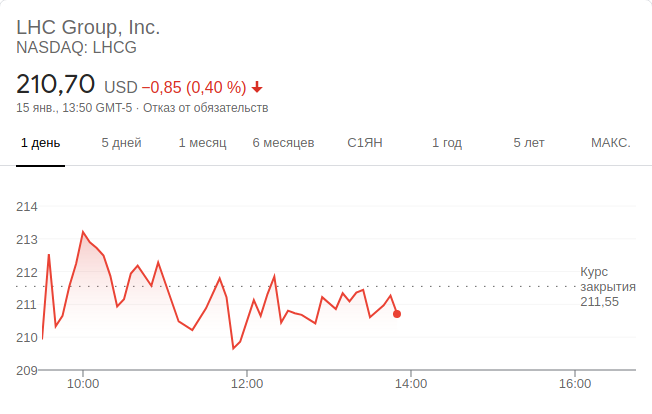 LHC Group, Inc.
NASDAQ: LHCG
210,70 USD −0,85 (0,40 %)
15 янв., 13:50 GMT-5 · Отказ от обязательств
1 день 5 дней 1 месяц 6 месяцев С1ЯН 1 год 5 лет МАКС.
214
213
212
Курс
закрытия
211,55
211
210
209
10:00 12:00 14:00 16:00